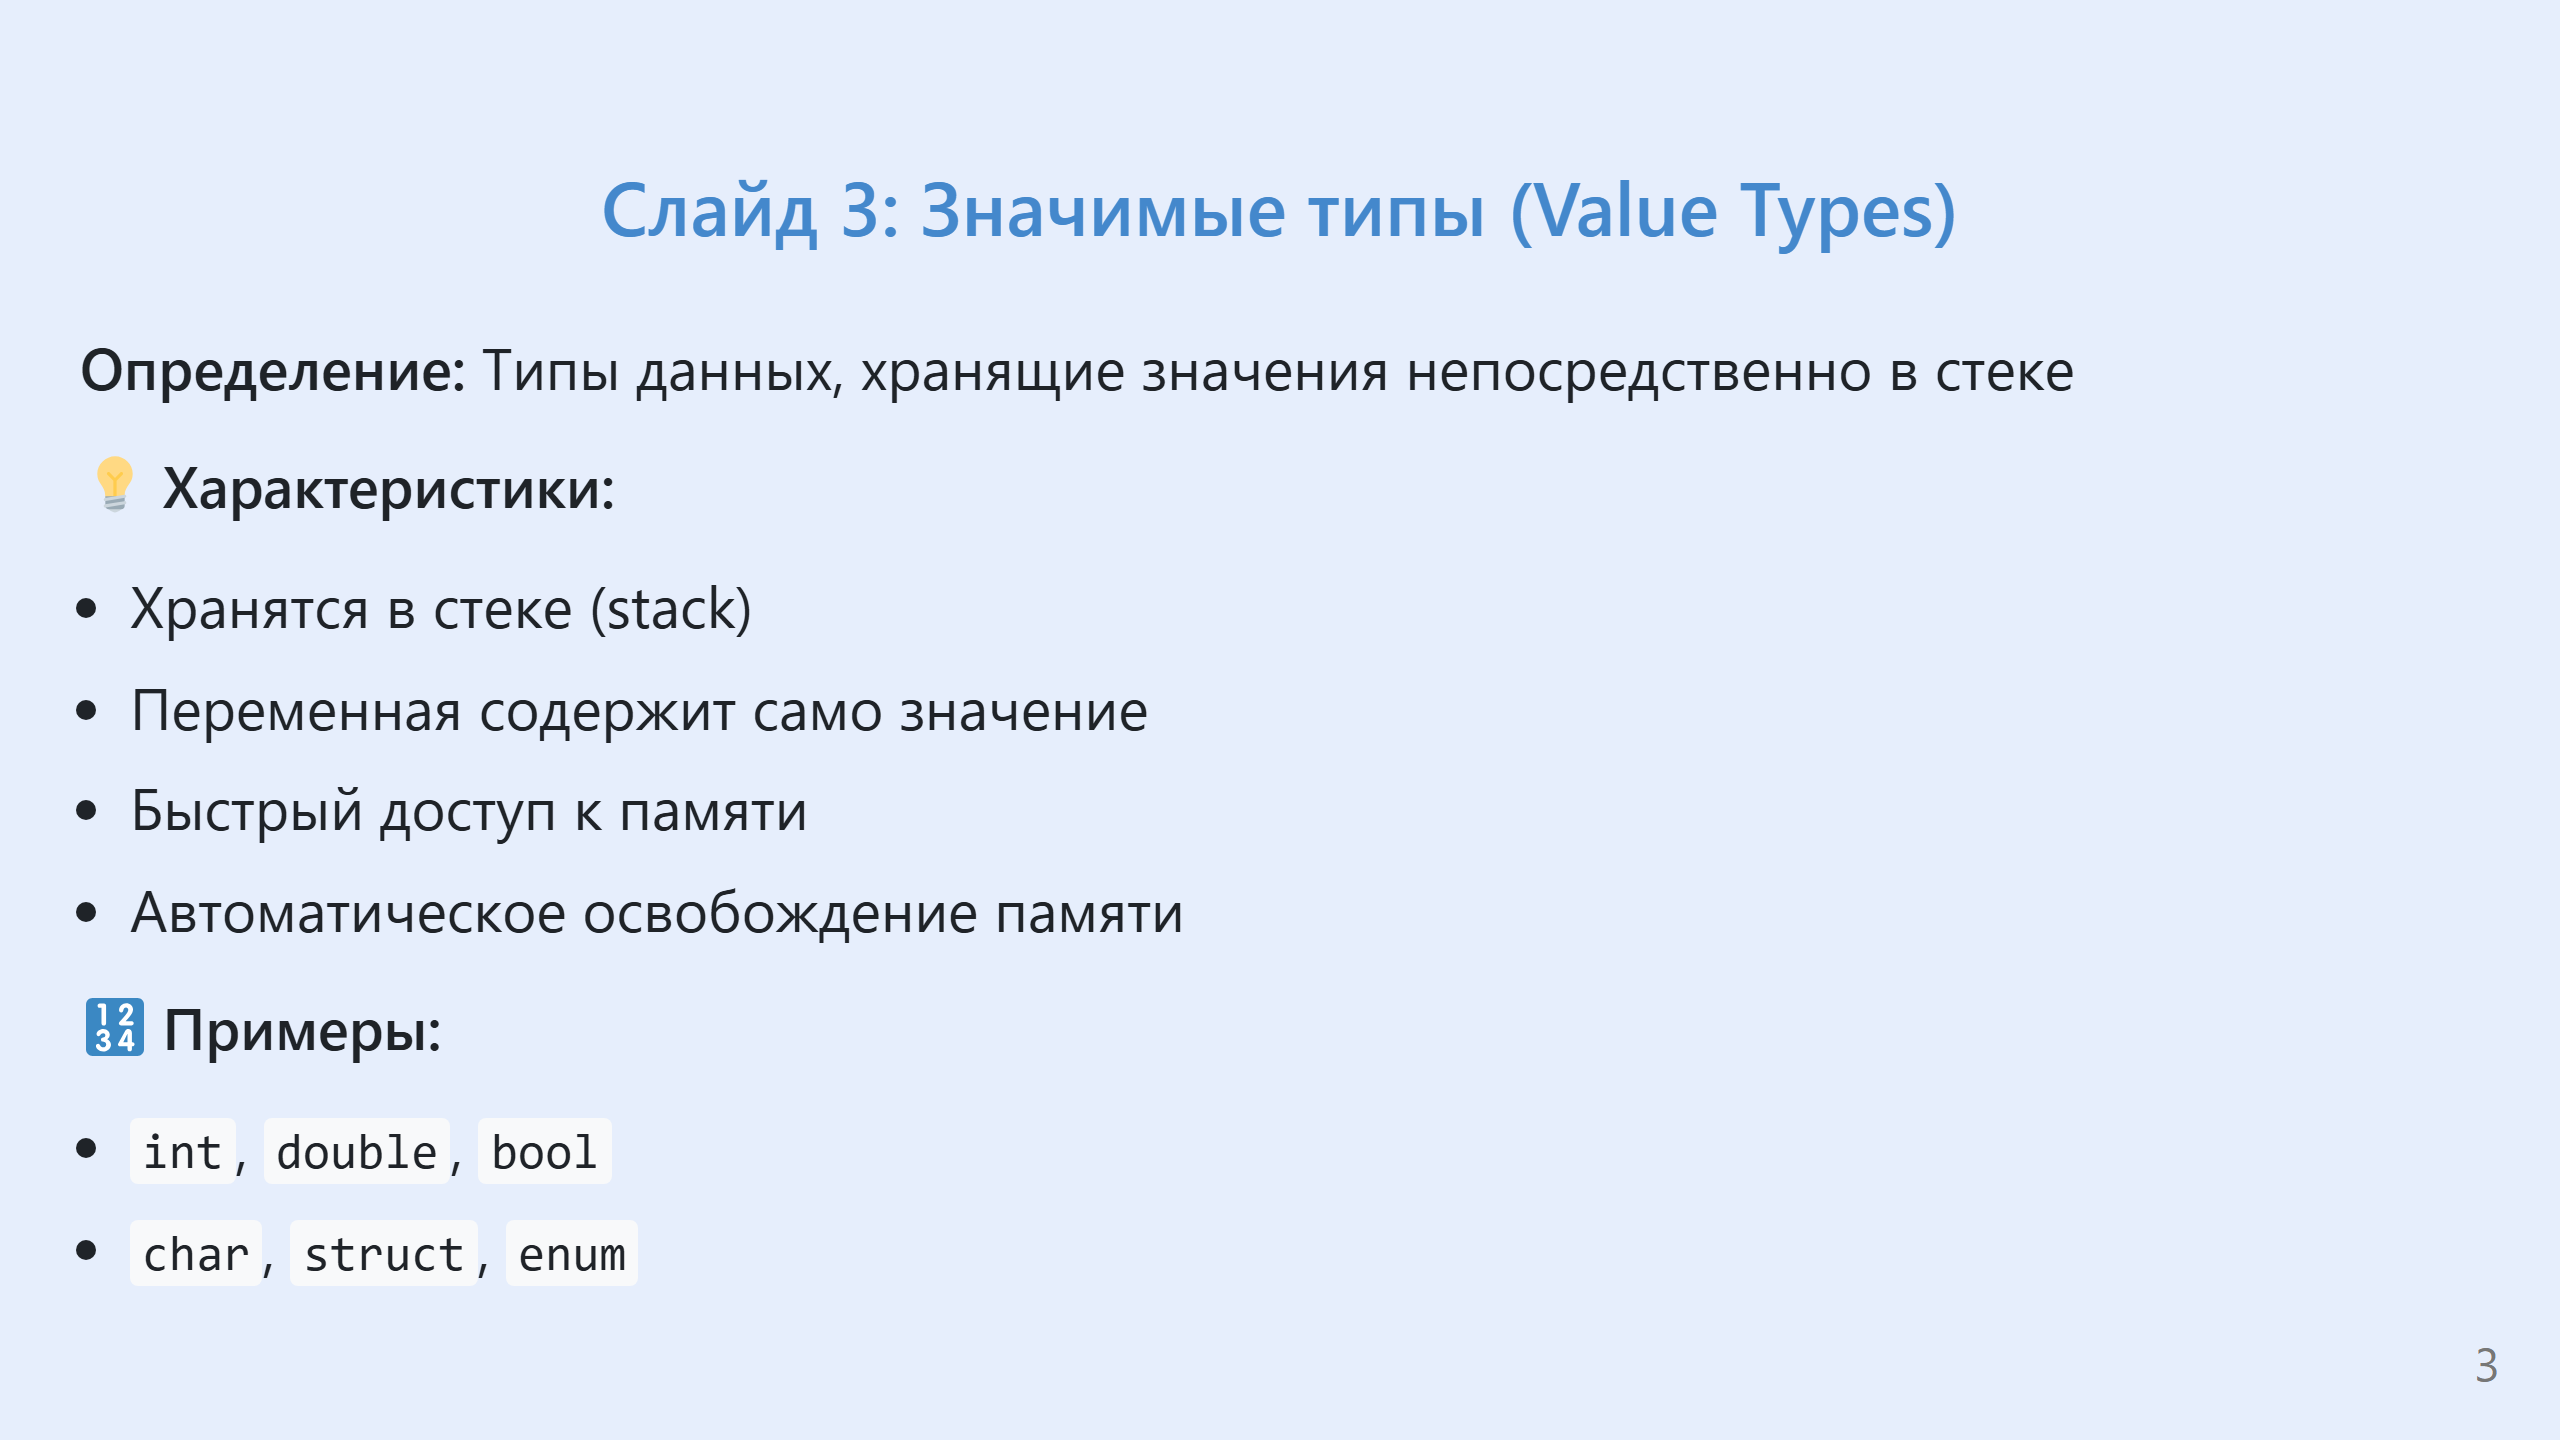 Слайд 3: Значимые типы (Value Types)
Определение: Типы данных, хранящие значения непосредственно в стеке
💡 Характеристики:
• Хранятся в стеке (stack)
• Переменная содержит само значение
• Быстрый доступ к памяти
• Автоматическое освобождение памяти
🔢 Примеры:
• int, double, bool
• char, struct, enum
3